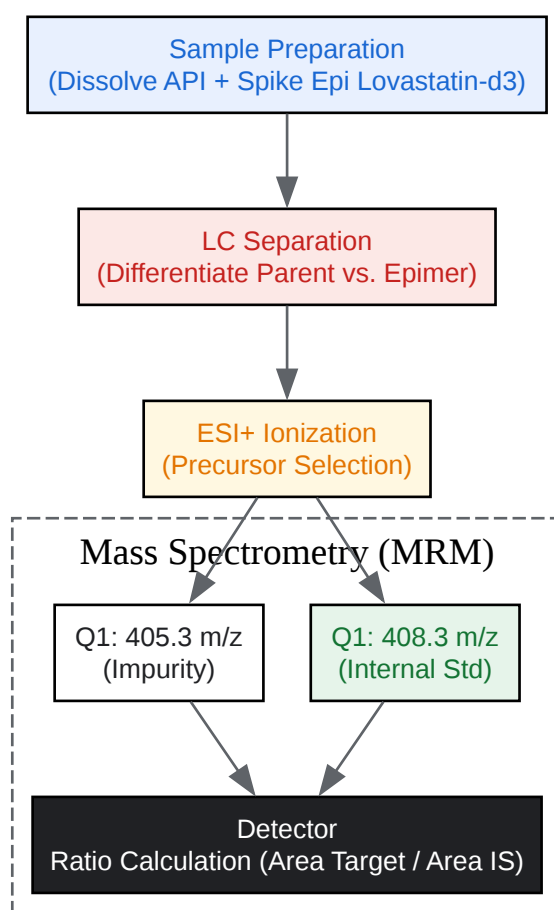 Sample Preparation
(Dissolve API + Spike Epi Lovastatin-d3)
LC Separation
(Differentiate Parent vs. Epimer)
ESI+ Ionization
(Precursor Selection)
Mass Spectrometry (MRM)
Q1: 405.3 m/z
(Impurity)
Q1: 408.3 m/z
(Internal Std)
Detector
Ratio Calculation (Area Target / Area IS)